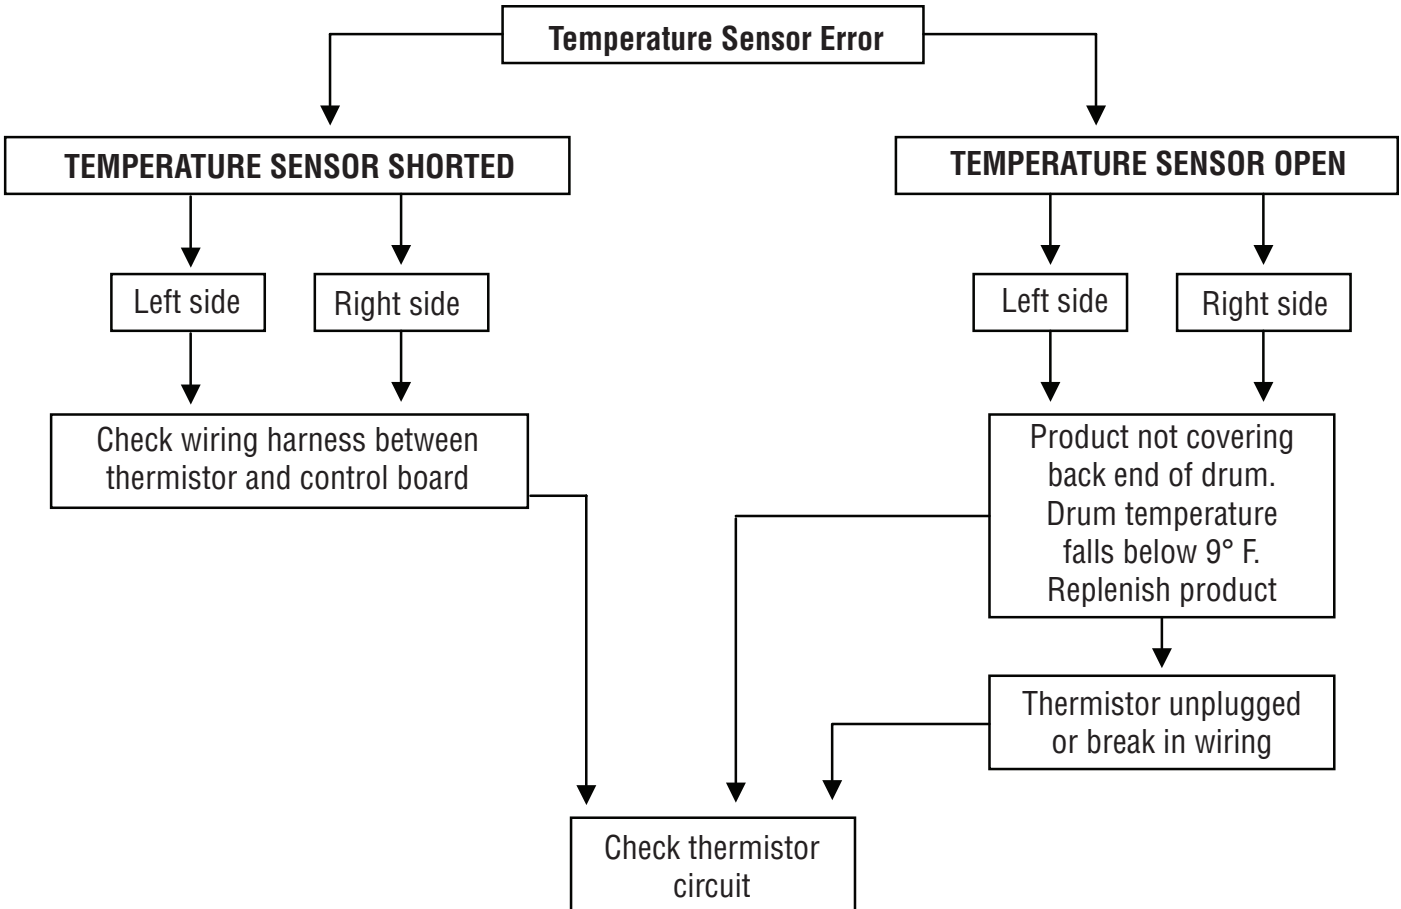 Temperature Sensor Error
TEMPERATURE SENSOR SHORTED
TEMPERATURE SENSOR OPEN
Left side
Right side
Left side
Right side
Check wiring harness between
thermistor and control board
Product not covering
back end of drum.
Drum temperature
falls below 9° F.
Replenish product
Thermistor unplugged
or break in wiring
Check thermistor
circuit